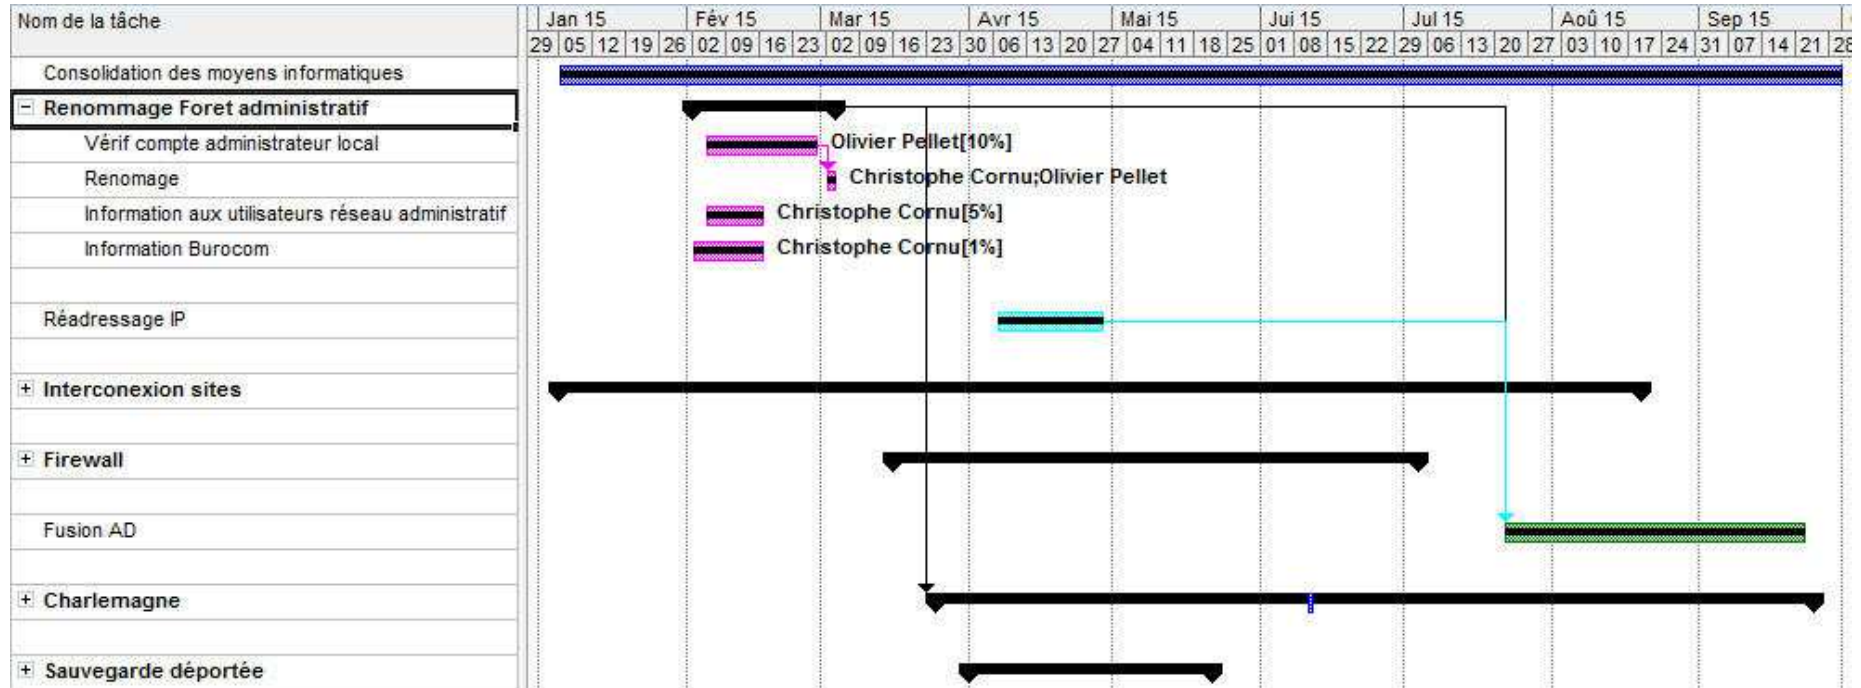 Nom de la tâche
Jan 15 Fév 15 Mar 15 Avr 15 Mai 15 Jui 15 Jul 15 Aoû 15 Sep 15
29 05 12 19 26 02 09 16 23 02 09 16 23 30 06 13 20 27 04 11 18 25 01 08 15 22 29 06 13 20 27 03 10 17 24 31 07 14 21 28
Consolidation des moyens informatiques
Renommage Foret administratif
Vérif compte administrateur local Olivier Pellet[10%]
Renomage Christophe Cornu;Olivier Pellet
Information aux utilisateurs réseau administratif Christophe Cornu[5%]
Information Burocom Christophe Cornu[1%]
Réadressage IP
Interconexion sites
Firewall
Fusion AD
Charlemagne
Sauvegarde déportée